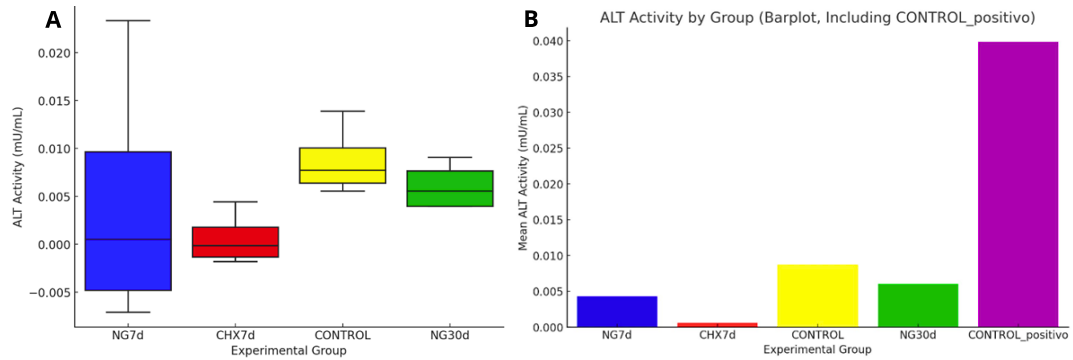 A
ALT Activity (mU/mL)
0.020
0.015
0.010
0.005
0.000
−0.005
NG7d CHX7d CONTROL NG30d
Experimental Group
B
ALT Activity by Group (Barplot, Including CONTROL_positivo)
Mean ALT Activity (mU/mL)
0.040
0.035
0.030
0.025
0.020
0.015
0.010
0.005
0.000
NG7d CHX7d CONTROL NG30d CONTROL_positivo
Experimental Group